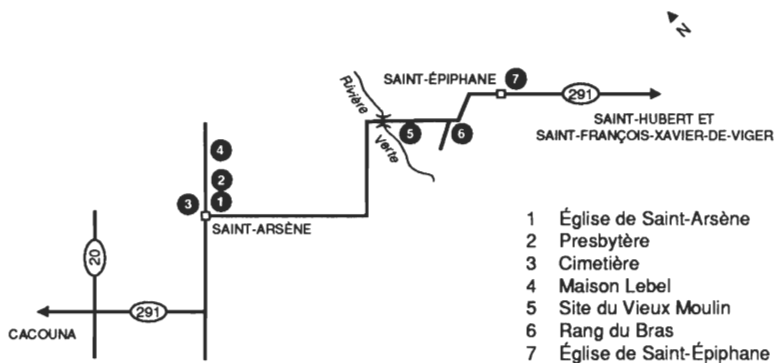 N
SAINT-ÉPIPHANE
7
291
Rivière
Verte
5
6
SAINT-HUBERT ET
SAINT-FRANÇOIS-XAVIER-DE-VIGER
4
2
3
1
SAINT-ARSÈNE
20
291
CACOUNA
1 Église de Saint-Arsène
2 Presbytère
3 Cimetière
4 Maison Lebel
5 Site du Vieux Moulin
6 Rang du Bras
7 Église de Saint-Épiphane